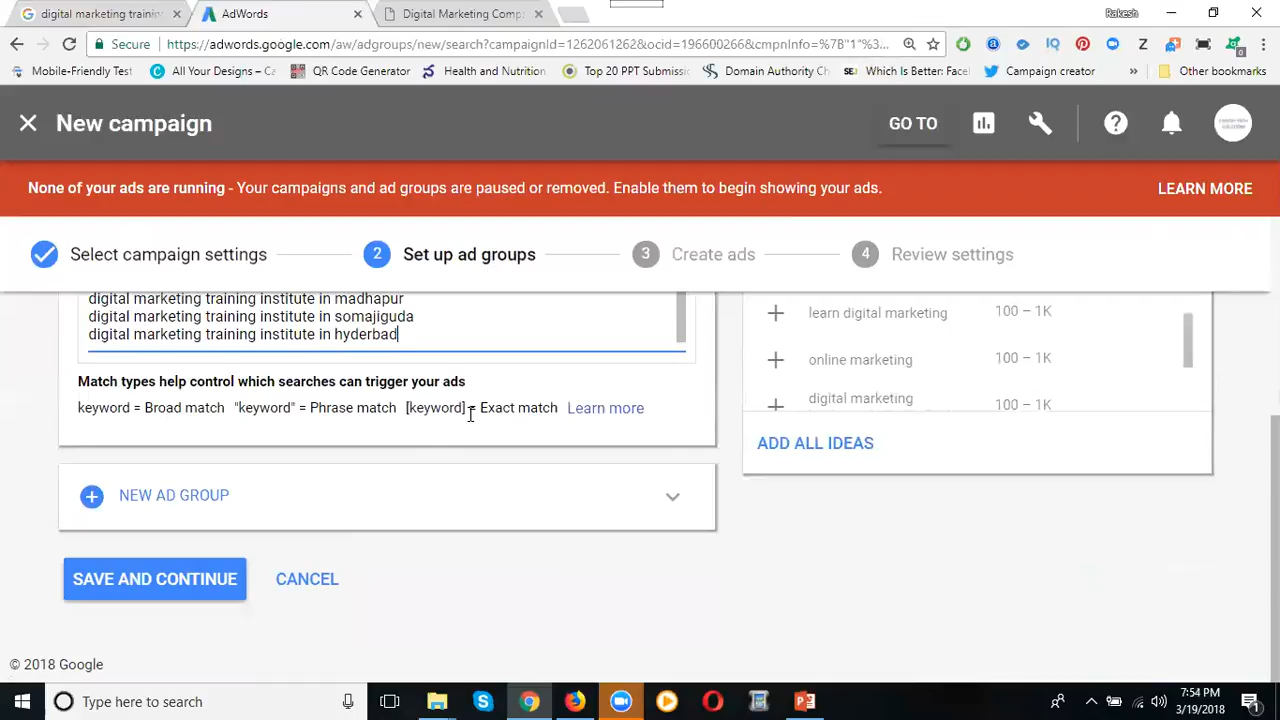 digital marketing trainin
AdWords
Digital Marketing Comp
Rakesh
Secure
https://adwords.google.com/aw/adgroups/new/search?campaignId=1262061262&ocid=196600266&cmpnInfo=%7B"1"%3...
Mobile-Friendly Test
All Your Designs – Ca
QR Code Generator
Health and Nutrition
Top 20 PPT Submissi
Domain Authority Ch
Which Is Better: Facel
Campaign creator
»
Other bookmarks
New campaign
GO TO
None of your ads are running - Your campaigns and ad groups are paused or removed. Enable them to begin showing your ads.
LEARN MORE
Select campaign settings
2 Set up ad groups
3 Create ads
4 Review settings
digital marketing training institute in madhapur
digital marketing training institute in somajiguda
digital marketing training institute in hyderbad
Match types help control which searches can trigger your ads
keyword = Broad match "keyword" = Phrase match [keyword] = Exact match Learn more
learn digital marketing 100 – 1K
online marketing 100 – 1K
digital marketing 100 – 1K
ADD ALL IDEAS
NEW AD GROUP
SAVE AND CONTINUE
CANCEL
© 2018 Google
Type here to search
7:54 PM
3/19/2018